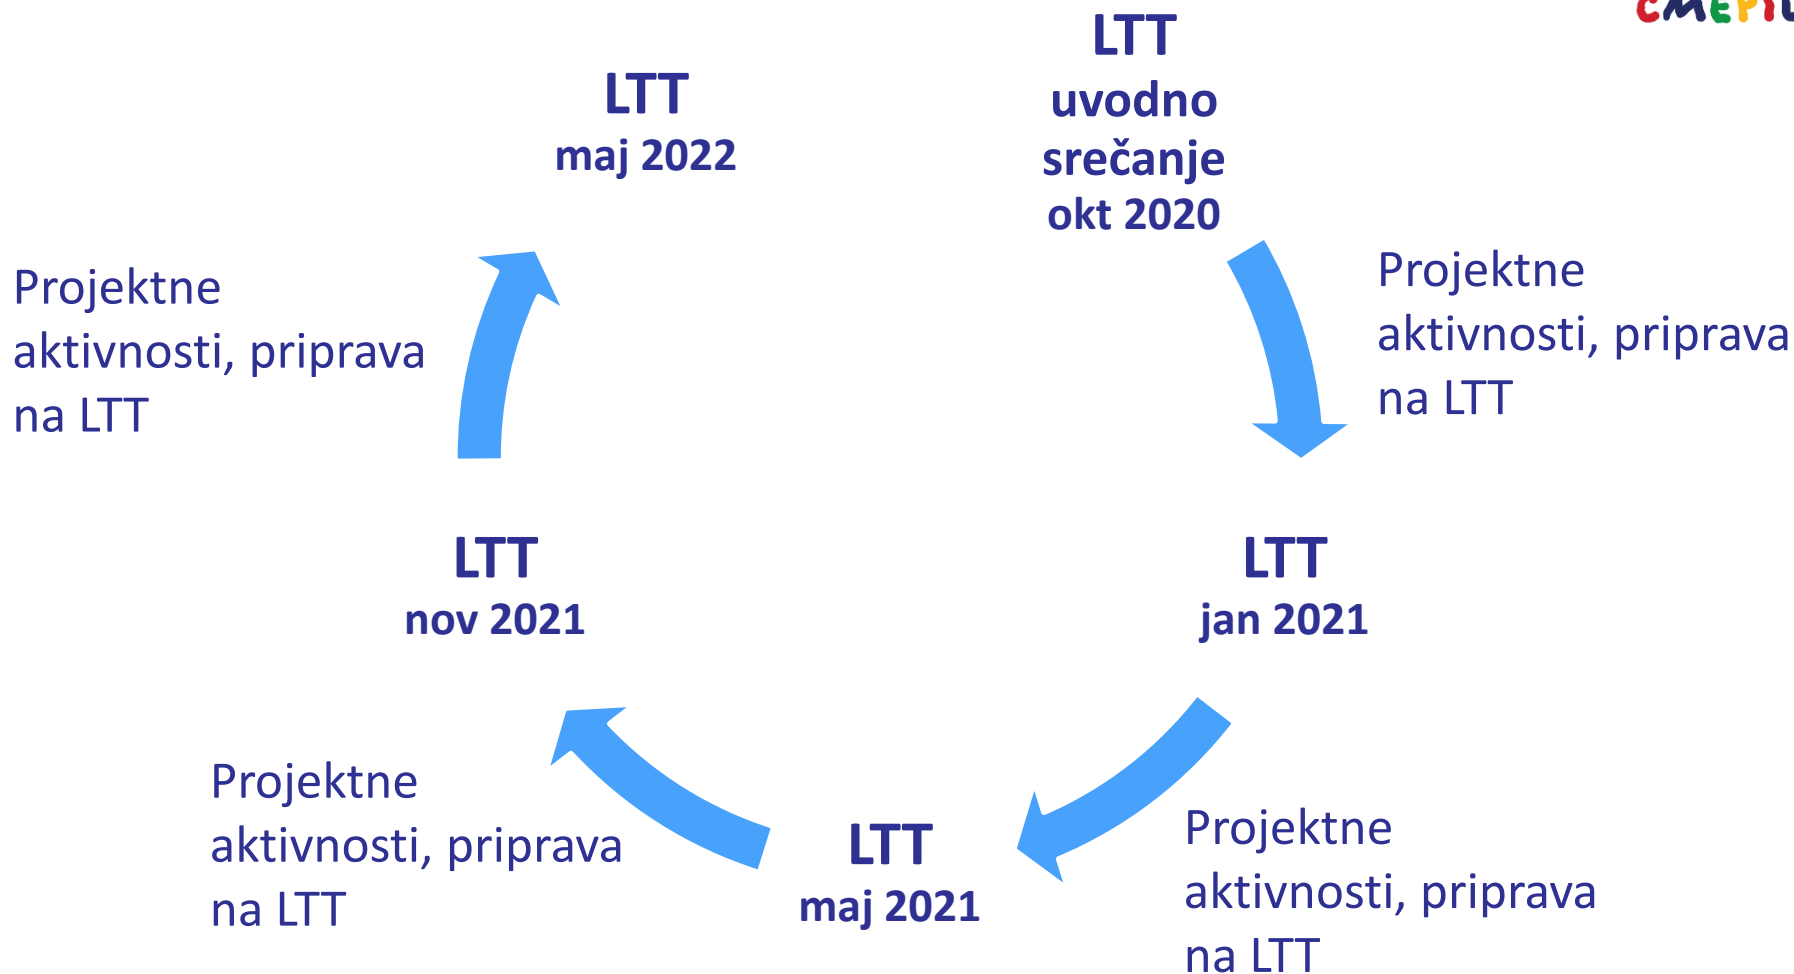 LTT
uvodno
srečanje
okt 2020
Projektne
aktivnosti, priprava
na LTT
LTT
jan 2021
Projektne
aktivnosti, priprava
na LTT
LTT
maj 2021
Projektne
aktivnosti, priprava
na LTT
LTT
nov 2021
Projektne
aktivnosti, priprava
na LTT
LTT
maj 2022